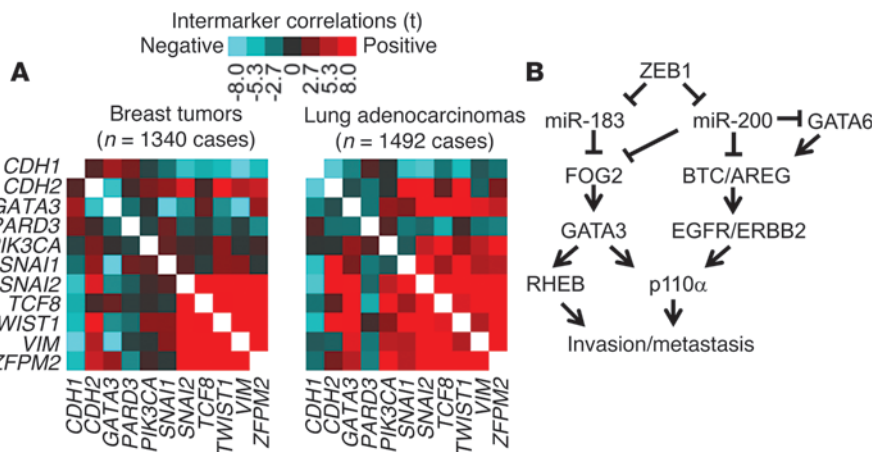 Intermarker correlations (t)
Negative Positive
-8.0 -5.3 -2.7 0 2.7 5.3 8.0
A
Breast tumors
(n = 1340 cases)
Lung adenocarcinomas
(n = 1492 cases)
CDH1
CDH2
GATA3
PARD3
PIK3CA
SNAI1
SNAI2
TCF8
TWIST1
VIM
ZFPM2
CDH1
CDH2
GATA3
PARD3
PIK3CA
SNAI1
SNAI2
TCF8
TWIST1
VIM
ZFPM2
CDH1
CDH2
GATA3
PARD3
PIK3CA
SNAI1
SNAI2
TCF8
TWIST1
VIM
ZFPM2
B
ZEB1
miR-183 miR-200 GATA6
FOG2 BTC/AREG
GATA3 EGFR/ERBB2
RHEB p110α
Invasion/metastasis